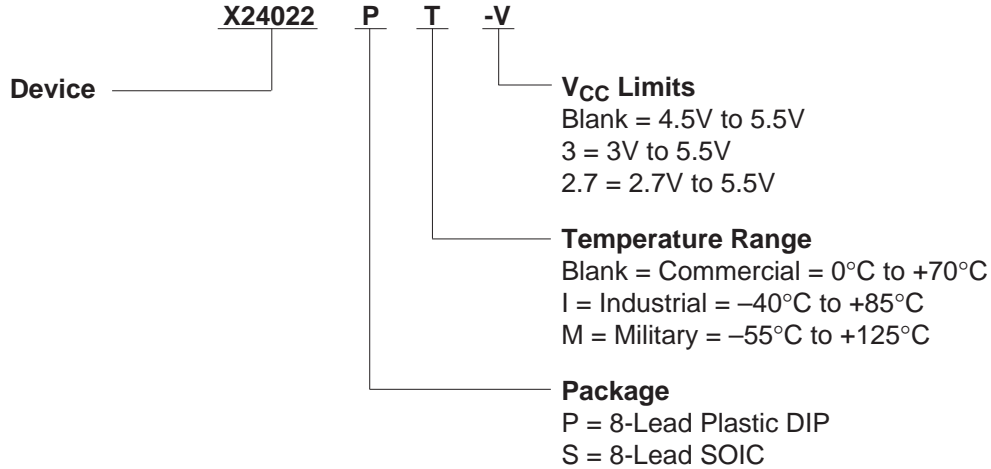 X24022 P T -V
Device
VCC Limits
Blank = 4.5V to 5.5V
3 = 3V to 5.5V
2.7 = 2.7V to 5.5V
Temperature Range
Blank = Commercial = 0°C to +70°C
I = Industrial = –40°C to +85°C
M = Military = –55°C to +125°C
Package
P = 8-Lead Plastic DIP
S = 8-Lead SOIC